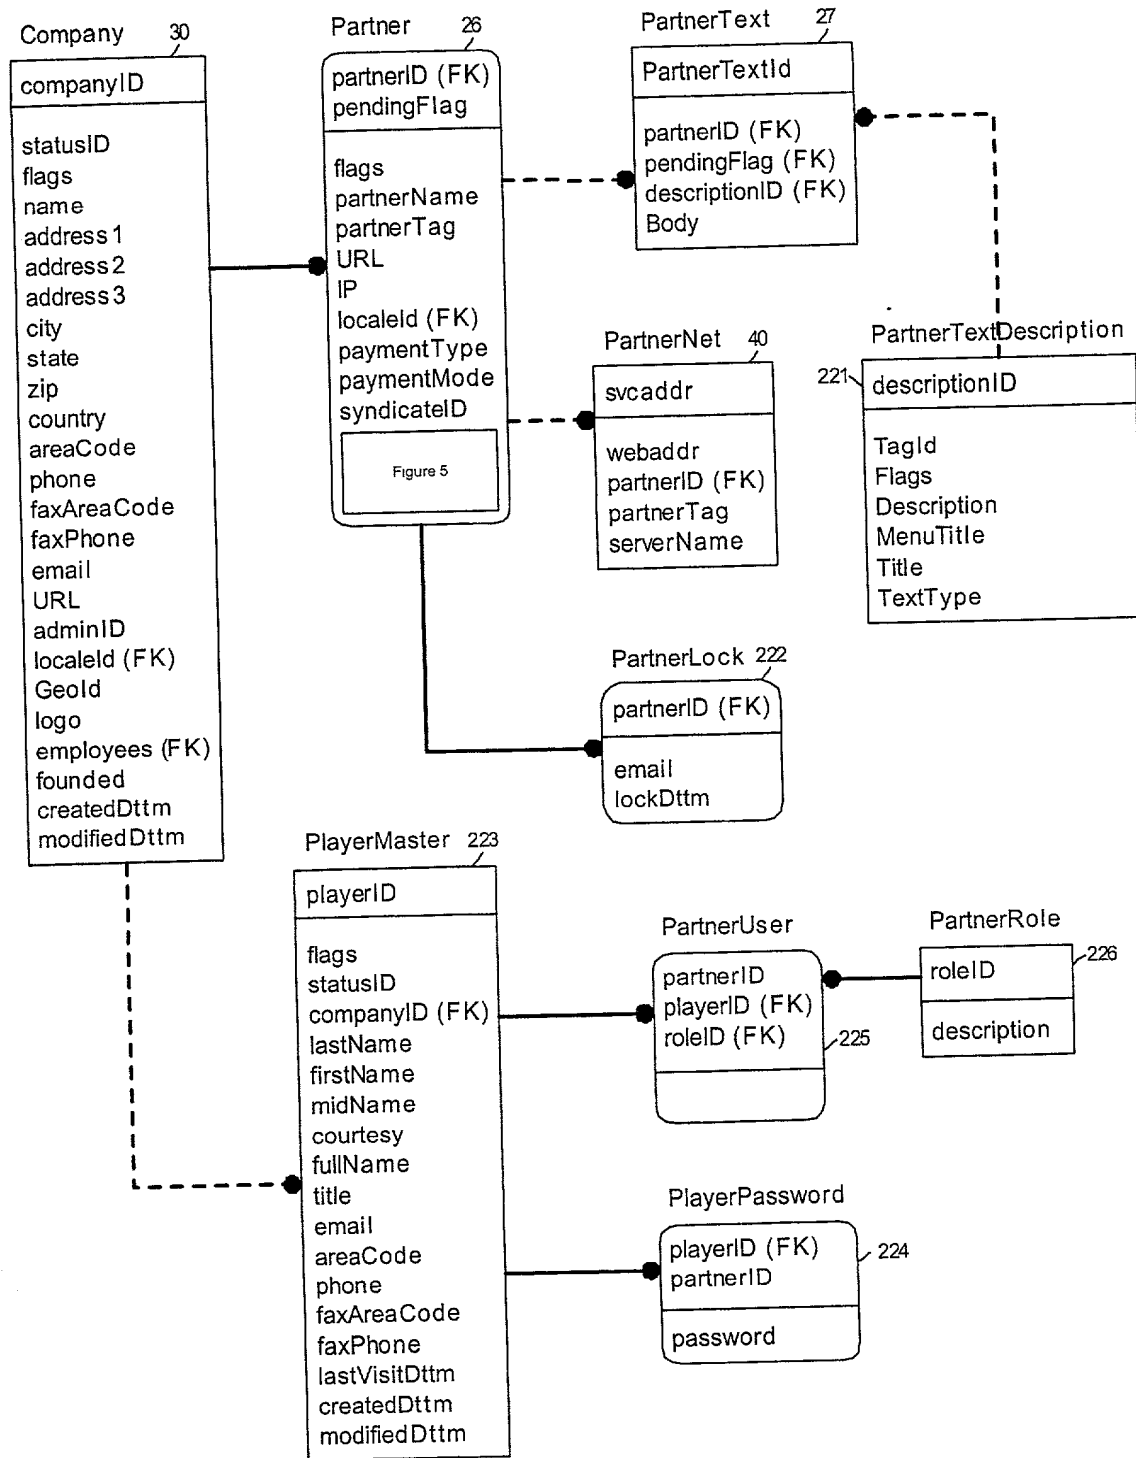 Company 30
companyID
statusID
flags
name
address1
address2
address3
city
state
zip
country
areaCode
phone
faxAreaCode
faxPhone
email
URL
adminID
localeId (FK)
GeoId
logo
employees (FK)
founded
createdDttm
modifiedDttm
Partner 26
partnerID (FK)
pendingFlag
flags
partnerName
partnerTag
URL
IP
localeId (FK)
paymentType
paymentMode
syndicateID
Figure 5
PartnerText
27
PartnerTextId
partnerID (FK)
pendingFlag (FK)
descriptionID (FK)
Body
PartnerNet 40
svcaddr
webaddr
partnerID (FK)
partnerTag
serverName
PartnerTextDescription
221
descriptionID
TagId
Flags
Description
MenuTitle
Title
TextType
PartnerLock 222
partnerID (FK)
email
lockDttm
PlayerMaster 223
playerID
flags
statusID
companyID (FK)
lastName
firstName
midName
courtesy
fullName
title
email
areaCode
phone
faxAreaCode
faxPhone
lastVisitDttm
createdDttm
modifiedDttm
PartnerUser
partnerID
playerID (FK)
roleID (FK)
225
PartnerRole
roleID
226
description
PlayerPassword
playerID (FK)
partnerID
224
password